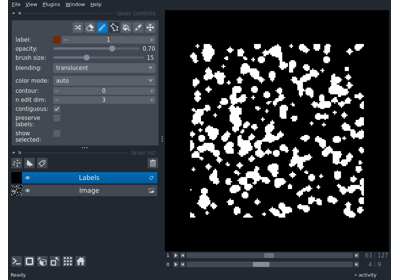 File View Plugins Window Help
layer controls
label: 1
opacity: 0.70
brush size: 15
blending: translucent
color mode: auto
contour: 0
n edit dim: 3
contiguous:
preserve
labels:
show
selected:
layer list
Labels
Image
1 63 127
0 4 9
Ready
activity